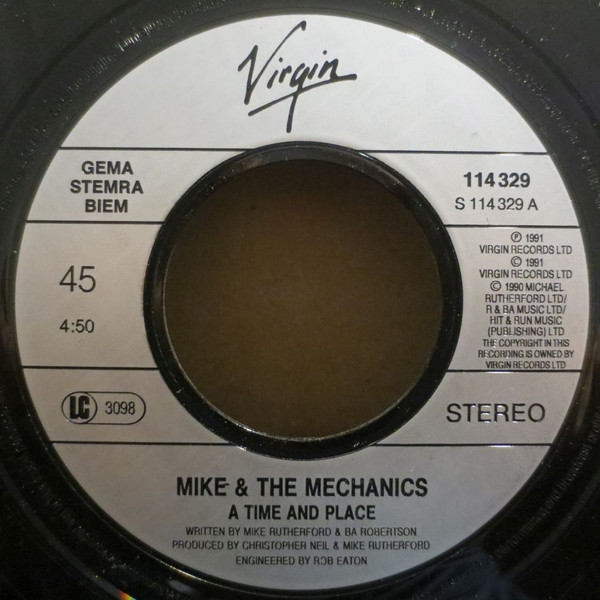 Virgin
GEMA
STEMRA
BIEM
114 329
S 114 329 A
45
4:50
℗ 1991
VIRGIN RECORDS LTD
© 1991
VIRGIN RECORDS LTD
© 1990 MICHAEL
RUTHERFORD LTD/
R & BA MUSIC LTD/
HIT & RUN MUSIC
(PUBLISHING) LTD
THE COPYRIGHT IN THIS
RECORDING IS OWNED BY
VIRGIN RECORDS LTD
LC 3098
STEREO
MIKE & THE MECHANICS
A TIME AND PLACE
WRITTEN BY MIKE RUTHERFORD & BA ROBERTSON
PRODUCED BY CHRISTOPHER NEIL & MIKE RUTHERFORD
ENGINEERED BY ROB EATON